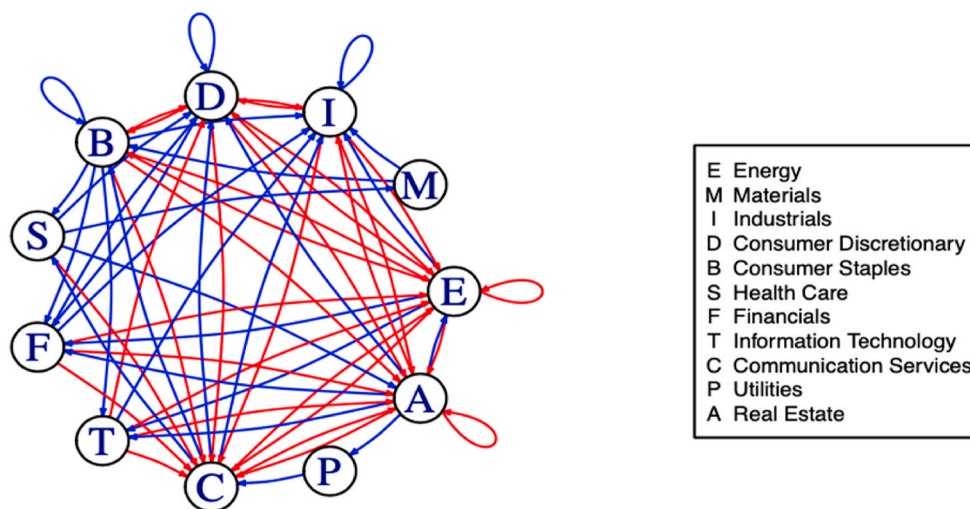 D
I
B
M
S
E
F
A
T
P
C
E Energy
M Materials
I Industrials
D Consumer Discretionary
B Consumer Staples
S Health Care
F Financials
T Information Technology
C Communication Services
P Utilities
A Real Estate